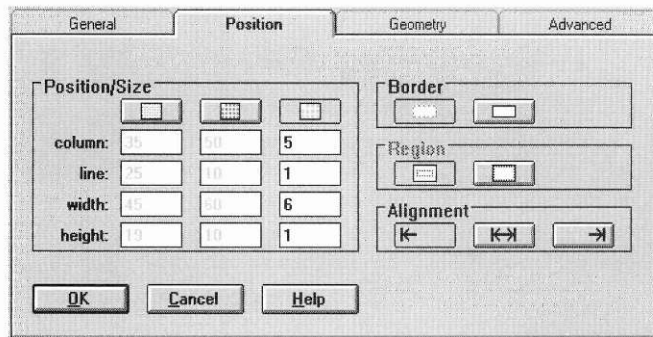 General Position Geometry Advanced
Position/Size Border
column: 35 50 5
line: 25 10 1
Region
width: 45 60 6
Alignment
height: 19 10 1
OK Cancel Help